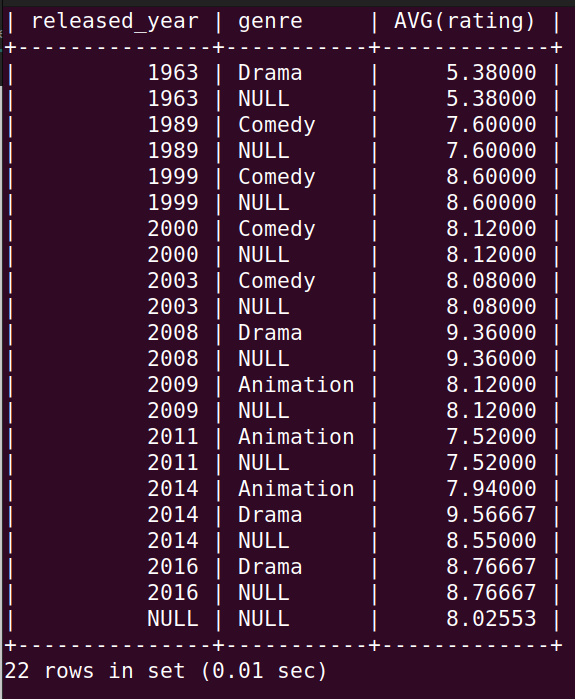 | released_year | genre     | AVG(rating) |
+---------------+-----------+-------------+
|          1963 | Drama     |     5.38000 |
|          1963 | NULL      |     5.38000 |
|          1989 | Comedy    |     7.60000 |
|          1989 | NULL      |     7.60000 |
|          1999 | Comedy    |     8.60000 |
|          1999 | NULL      |     8.60000 |
|          2000 | Comedy    |     8.12000 |
|          2000 | NULL      |     8.12000 |
|          2003 | Comedy    |     8.08000 |
|          2003 | NULL      |     8.08000 |
|          2008 | Drama     |     9.36000 |
|          2008 | NULL      |     9.36000 |
|          2009 | Animation |     8.12000 |
|          2009 | NULL      |     8.12000 |
|          2011 | Animation |     7.52000 |
|          2011 | NULL      |     7.52000 |
|          2014 | Animation |     7.94000 |
|          2014 | Drama     |     9.56667 |
|          2014 | NULL      |     8.55000 |
|          2016 | Drama     |     8.76667 |
|          2016 | NULL      |     8.76667 |
|          NULL | NULL      |     8.02553 |
+---------------+-----------+-------------+
22 rows in set (0.01 sec)